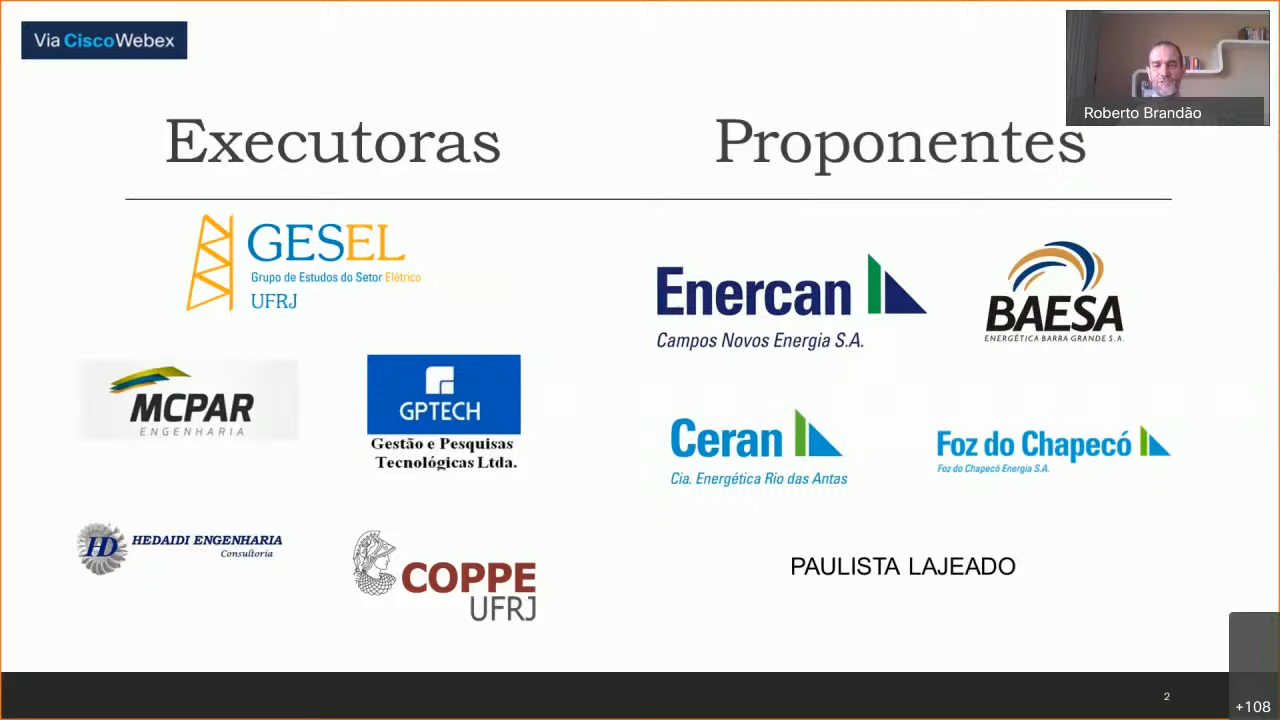 Via Cisco Webex
Roberto Brandão
Executoras
Proponentes
GESEL
Grupo de Estudos do Setor Elétrico
UFRJ
Enercan
Campos Novos Energia S.A.
BAESA
ENERGÉTICA BARRA GRANDE S.A.
MCPAR
ENGENHARIA
GPTECH
Gestão e Pesquisas
Tecnológicas Ltda.
Ceran
Cia. Energética Rio das Antas
Foz do Chapecó
Foz do Chapecó Energia S.A.
HD
HEDAIDI ENGENHARIA
Consultoria
COPPE
UFRJ
PAULISTA LAJEADO
2
+108